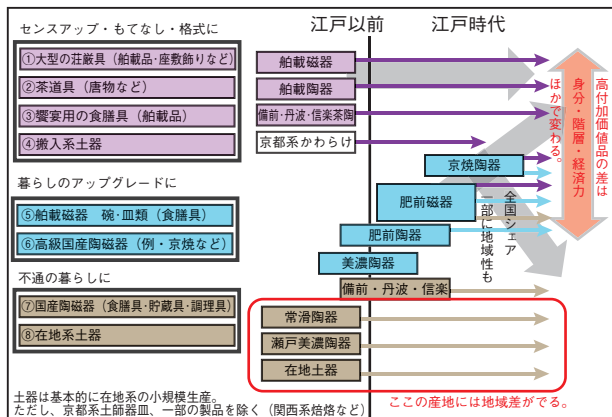 センスアップ・もてなし・格式に
①大型の荘厳具（舶載品・座敷飾りなど）
②茶道具（唐物など）
③饗宴用の食膳具（舶載品）
④搬入系土器
暮らしのアップグレードに
⑤舶載磁器　碗・皿類（食膳具）
⑥高級国産陶磁器（例・京焼など）
不通の暮らしに
⑦国産陶磁器（食膳具・貯蔵具・調理具）
⑧在地系土器
土器は基本的に在地系の小規模生産。
ただし、京都系土師器皿、一部の製品を除く（関西系焙烙など）
江戸以前
江戸時代
舶載磁器
舶載陶器
備前・丹波・信楽茶陶
京都系かわらけ
京焼陶器
肥前磁器
肥前陶器
美濃陶器
備前・丹波・信楽
常滑陶器
瀬戸美濃陶器
在地土器
全国シェア
一部に地域性も
高付加価値品の差は
身分・階層・経済力
ほかで変わる。
ここの産地には地域差がでる。